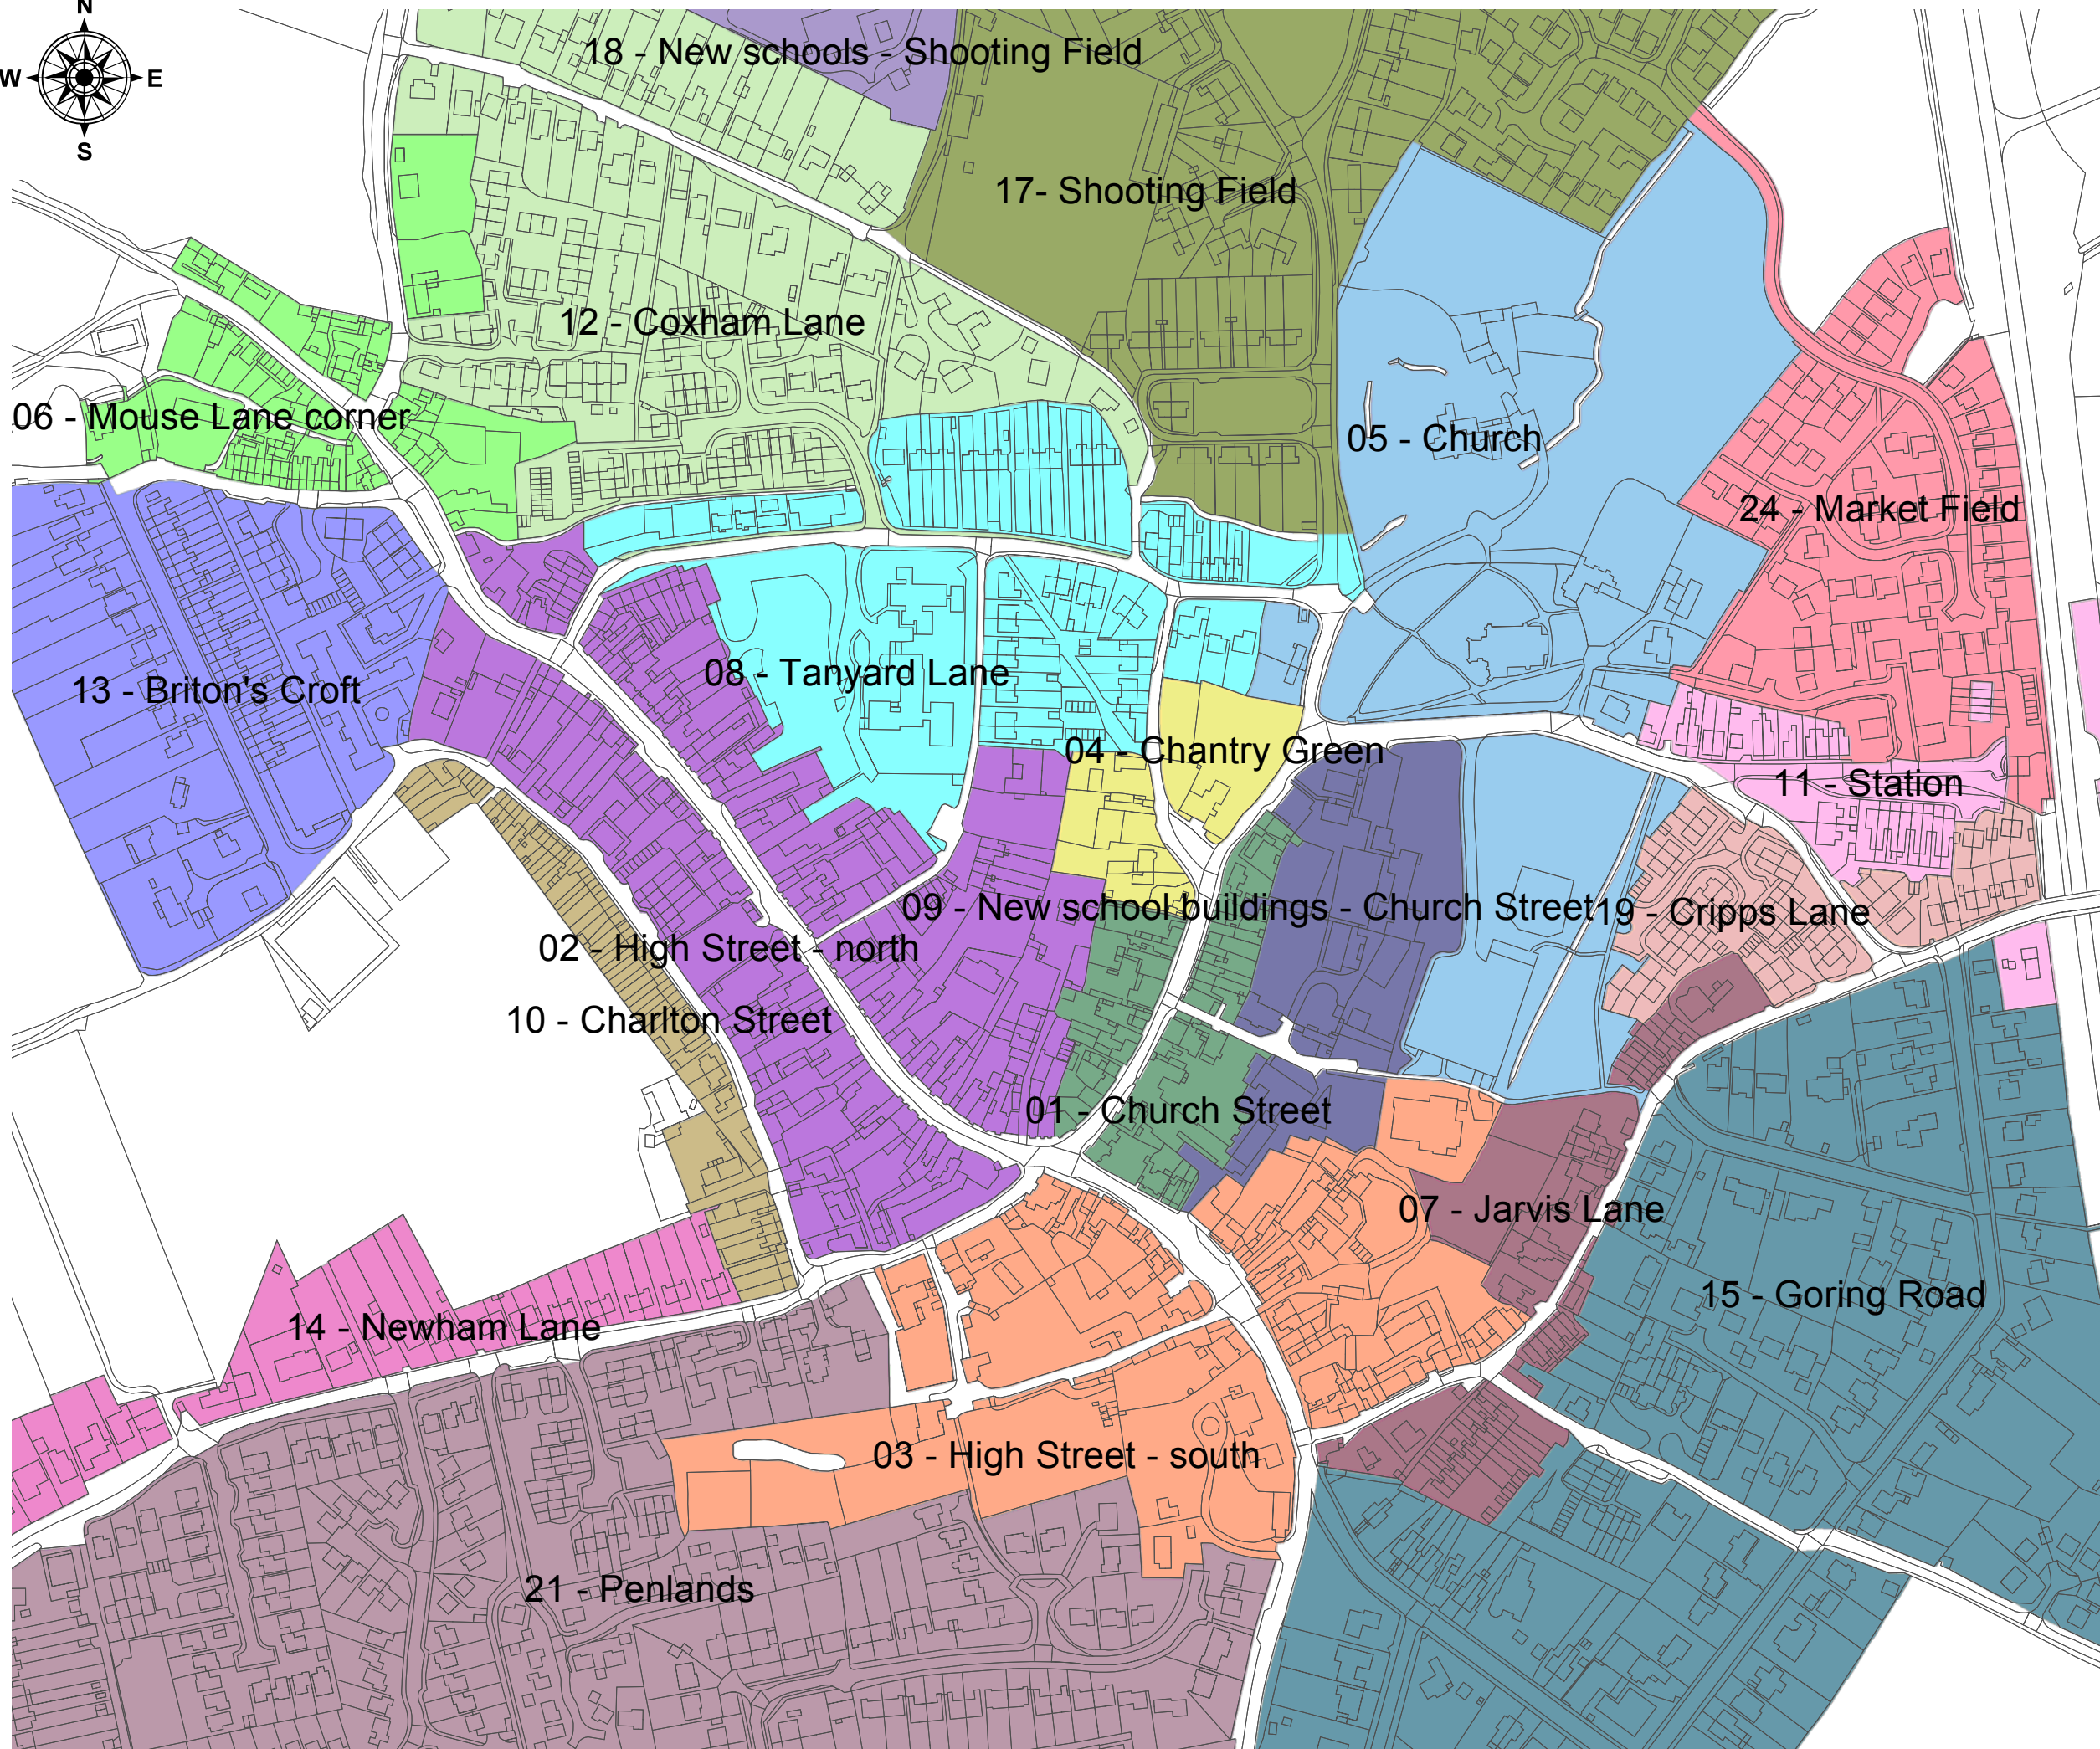 N
18 - New schools - Shooting Field
W
E
S
17- Shooting Field
12 - Coxham Lane
06 - Mouse Lane corner
05 - Church
24 - Market Field
08 - Tanyard Lane
13 - Briton's Croft
04 - Chantry Green
11 - Station
09 - New school buildings - Church Street
19 - Cripps Lane
02 - High Street - north
10 - Charlton Street
01 - Church Street
07 - Jarvis Lane
15 - Goring Road
14 - Newham Lane
03 - High Street - south
21 - Penlands